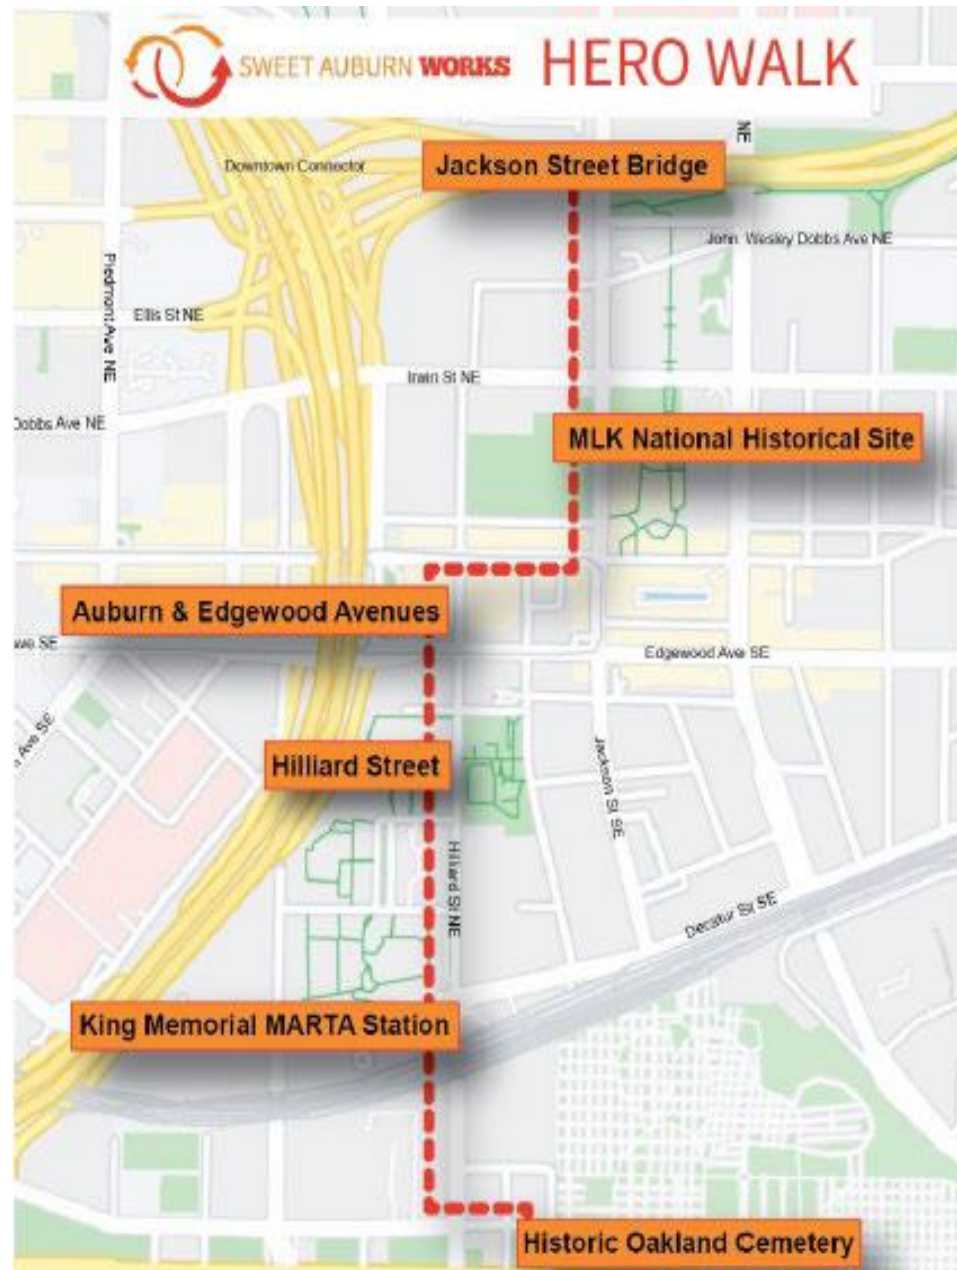 SWEET AUBURN WORKS
HERO WALK
NE
Downtown Connector
Jackson Street Bridge
John Wesley Dobbs Ave NE
Piedmont Ave NE
Ellis St NE
Irwin St NE
Dobbs Ave NE
MLK National Historical Site
Auburn & Edgewood Avenues
Ave SE
Edgewood Ave SE
Ave SE
Hilliard Street
Jackson St SE
Hilliard St NE
Decatur St SE
King Memorial MARTA Station
Historic Oakland Cemetery